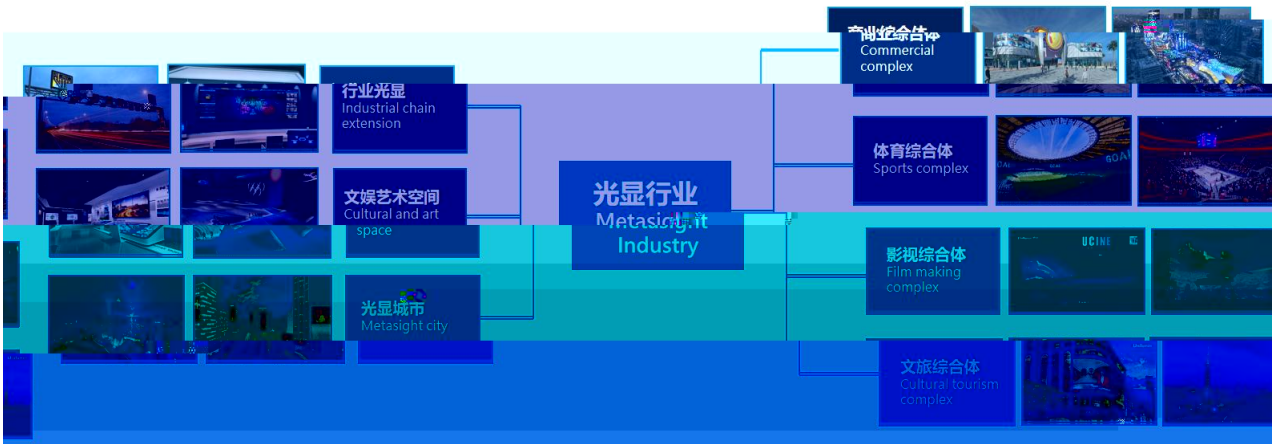 商业综合体
Commercial
complex
行业光显
Industrial chain
extension
体育综合体
Sports complex
GOAL
光显行业
Metasight
Industry
文娱艺术空间
Cultural and art
space
影视综合体
Film making
complex
UCINE
光显城市
Metasight city
文旅综合体
Cultural tourism
complex